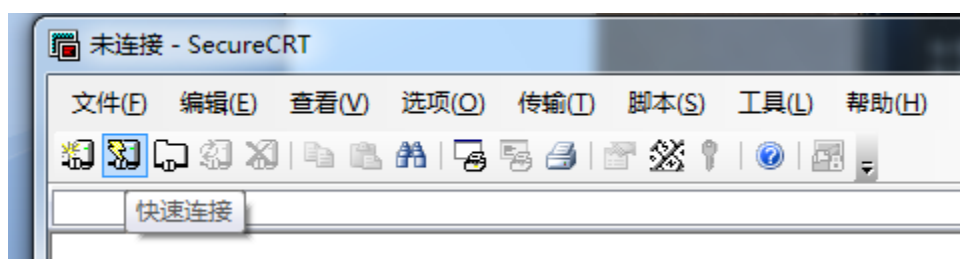 未连接 - SecureCRT
文件(F) 编辑(E) 查看(V) 选项(O) 传输(T) 脚本(S) 工具(L) 帮助(H)
快速连接